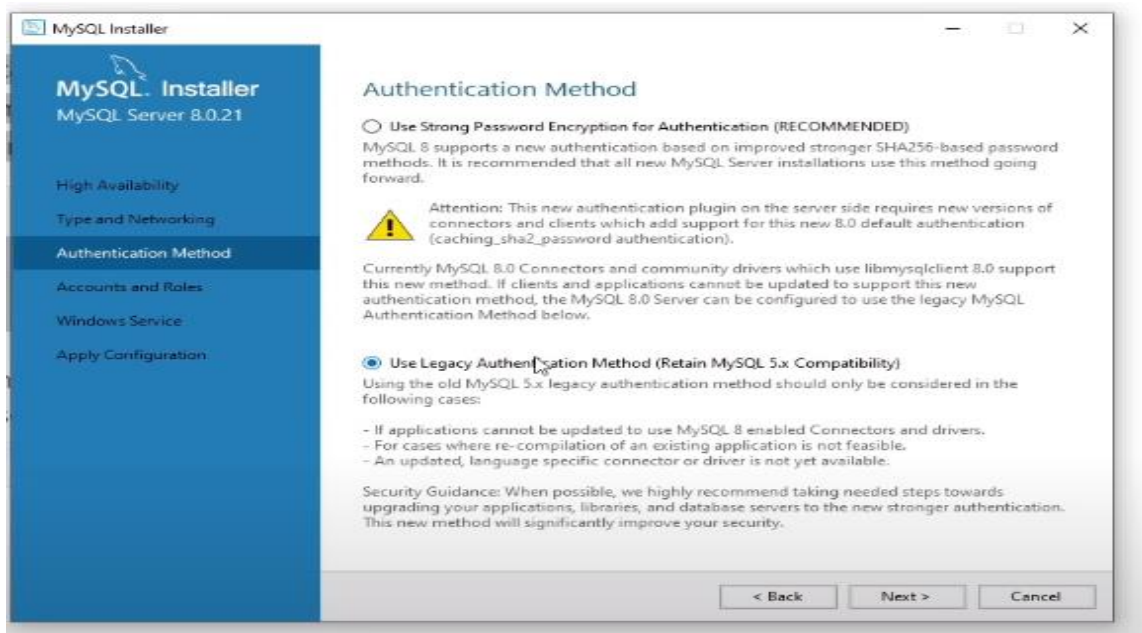 MySQL Installer
MySQL. Installer
MySQL Server 8.0.21
High Availability
Type and Networking
Authentication Method
Accounts and Roles
Windows Service
Apply Configuration
Authentication Method
Use Strong Password Encryption for Authentication (RECOMMENDED)
MySQL 8 supports a new authentication based on improved stronger SHA256-based password
methods. It is recommended that all new MySQL Server installations use this method going
forward.
Attention: This new authentication plugin on the server side requires new versions of
connectors and clients which add support for this new 8.0 default authentication
(caching_sha2_password authentication).
Currently MySQL 8.0 Connectors and community drivers which use libmysqlclient 8.0 support
this new method. If clients and applications cannot be updated to support this new
authentication method, the MySQL 8.0 Server can be configured to use the legacy MySQL
Authentication Method below.
Use Legacy Authentication Method (Retain MySQL 5.x Compatibility)
Using the old MySQL 5.x legacy authentication method should only be considered in the
following cases:
- If applications cannot be updated to use MySQL 8 enabled Connectors and drivers.
- For cases where re-compilation of an existing application is not feasible.
- An updated, language specific connector or driver is not yet available.
Security Guidance: When possible, we highly recommend taking needed steps towards
upgrading your applications, libraries, and database servers to the new stronger authentication.
This new method will significantly improve your security.
< Back
Next >
Cancel